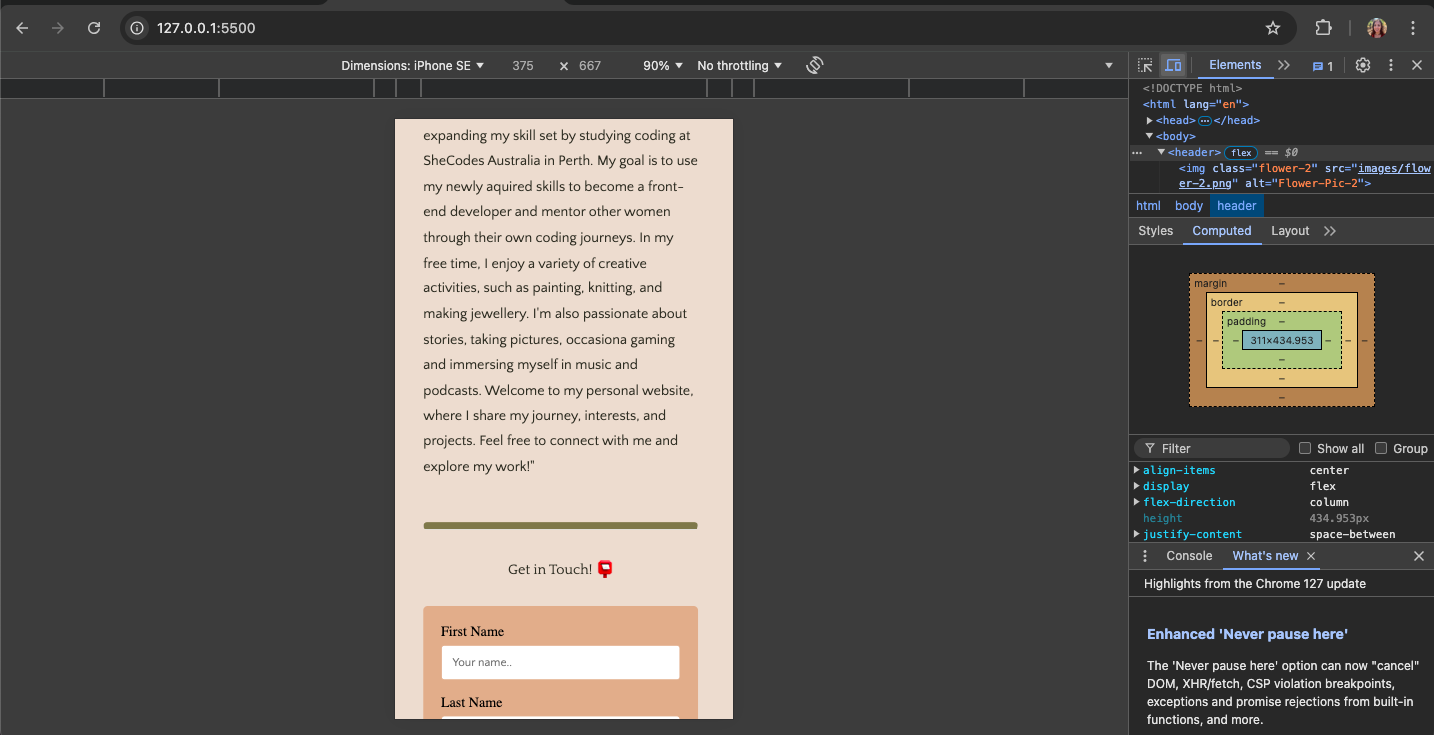 127.0.0.1:5500
Dimensions: iPhone SE 375 × 667 90% No throttling
expanding my skill set by studying coding at
SheCodes Australia in Perth. My goal is to use
my newly aquired skills to become a front-
end developer and mentor other women
through their own coding journeys. In my
free time, I enjoy a variety of creative
activities, such as painting, knitting, and
making jewellery. I'm also passionate about
stories, taking pictures, occasiona gaming
and immersing myself in music and
podcasts. Welcome to my personal website,
where I share my journey, interests, and
projects. Feel free to connect with me and
explore my work!"
Get in Touch!
First Name
Your name..
Last Name
Elements 1
<!DOCTYPE html>
<html lang="en">
<head> ⋯ </head>
<body>
⋯ <header> flex == $0
<img class="flower-2" src="images/flow
er-2.png" alt="Flower-Pic-2">
html body header
Styles Computed Layout
margin –
border –
padding –
– – – 311×434.953 – – –
–
–
–
Filter Show all Group
align-items center
display flex
flex-direction column
height 434.953px
justify-content space-between
Console What's new
Highlights from the Chrome 127 update
Enhanced 'Never pause here'
The 'Never pause here' option can now "cancel"
DOM, XHR/fetch, CSP violation breakpoints,
exceptions and promise rejections from built-in
functions, and more.